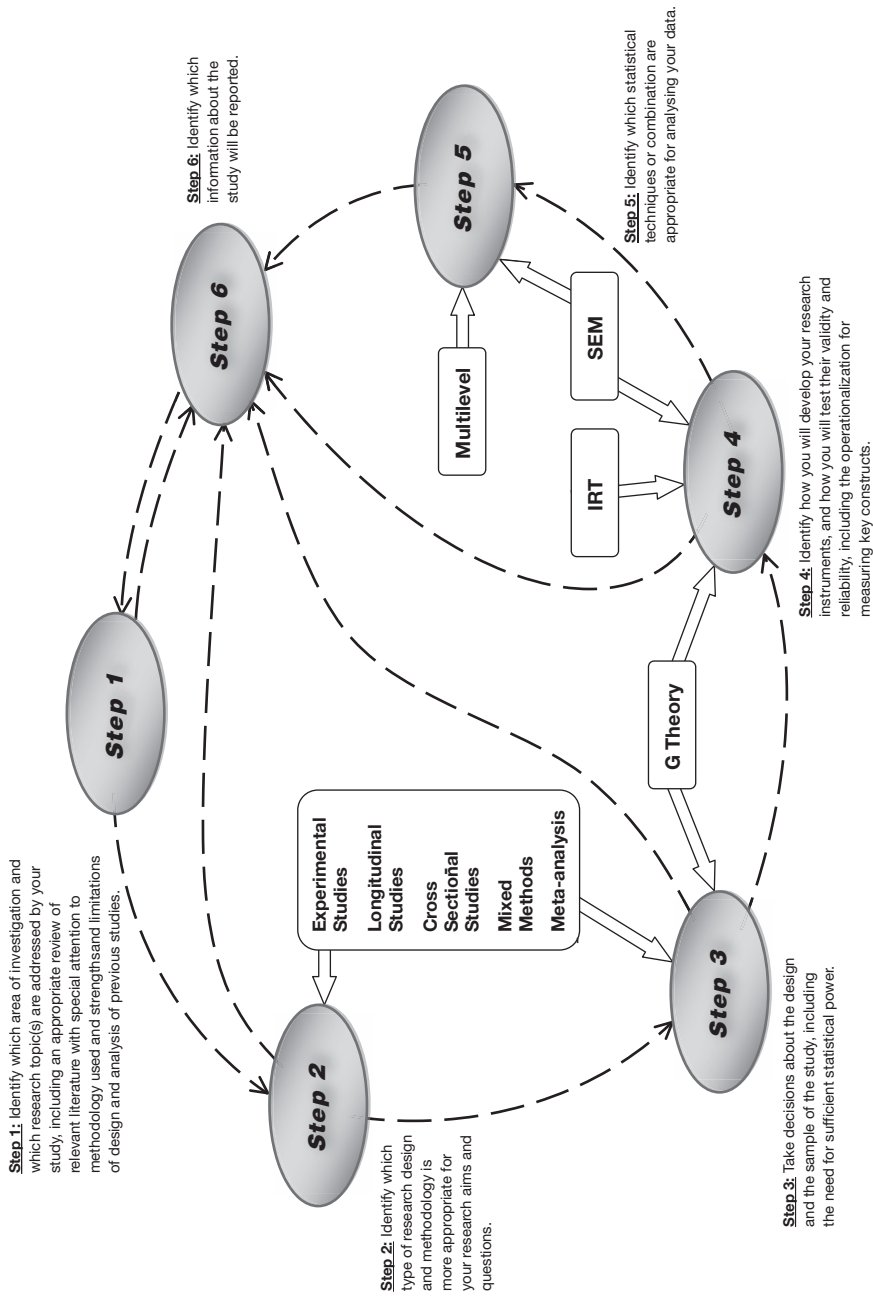 Step 1: Identify which area of investigation and
which research topic(s) are addressed by your
study, including an appropriate review of
relevant literature with special attention to
methodology used and strengthsand limitations
of design and analysis of previous studies.
Step 1
Step 6
Step 6: Identify which
information about the
study will be reported.
Step 2
Step 2: Identify which
type of research design
and methodology is
more appropriate for
your research aims and
questions.
Experimental
Studies
Longitudinal
Studies
Cross
Sectioñal
Studies
Mixed
Methods
Meta-analysis
Multilevel
Step 5
Step 5: Identify which statistical
techniques or combination are
appropriate for analysing your data.
IRT
SEM
G Theory
Step 3
Step 3: Take decisions about the design
and the sample of the study, including
the need for sufficient statistical power.
Step 4
Step 4: Identify how you will develop your research
instruments, and how you will test their validity and
reliability, including the operationalization for
measuring key constructs.